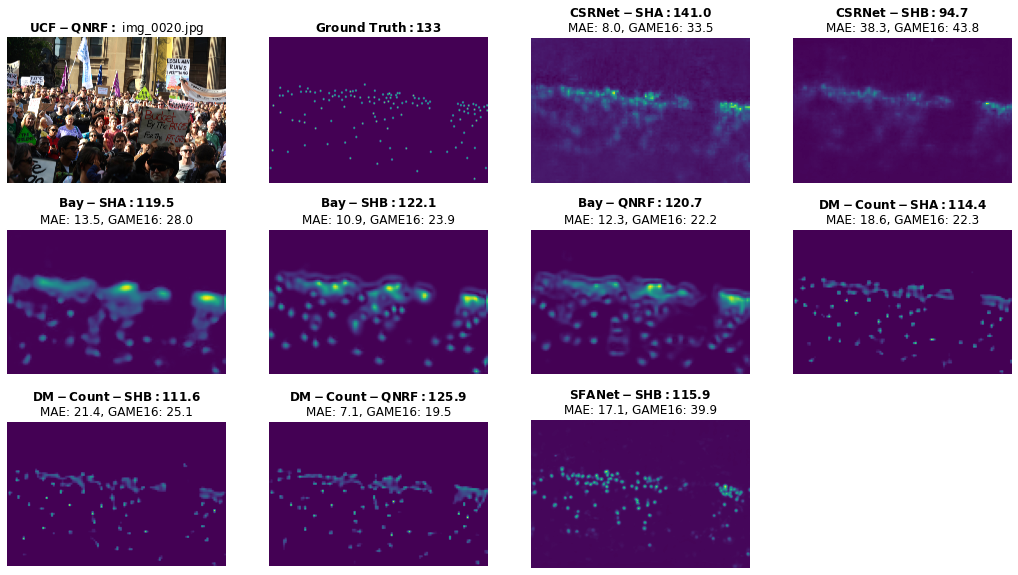 UCF − QNRF : img_0020.jpg
Ground Truth : 133
CSRNet − SHA : 141.0
MAE: 8.0, GAME16: 33.5
CSRNet − SHB : 94.7
MAE: 38.3, GAME16: 43.8
Bay − SHA : 119.5
MAE: 13.5, GAME16: 28.0
Bay − SHB : 122.1
MAE: 10.9, GAME16: 23.9
Bay − QNRF : 120.7
MAE: 12.3, GAME16: 22.2
DM − Count − SHA : 114.4
MAE: 18.6, GAME16: 22.3
DM − Count − SHB : 111.6
MAE: 21.4, GAME16: 25.1
DM − Count − QNRF : 125.9
MAE: 7.1, GAME16: 19.5
SFANet − SHB : 115.9
MAE: 17.1, GAME16: 39.9